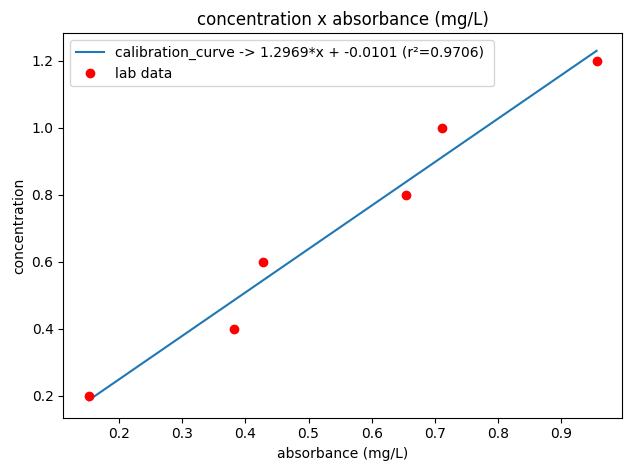 concentration x absorbance (mg/L)
calibration_curve -> 1.2969*x + -0.0101 (r²=0.9706)
lab data
concentration
1.2
1.0
0.8
0.6
0.4
0.2
0.2 0.3 0.4 0.5 0.6 0.7 0.8 0.9
absorbance (mg/L)